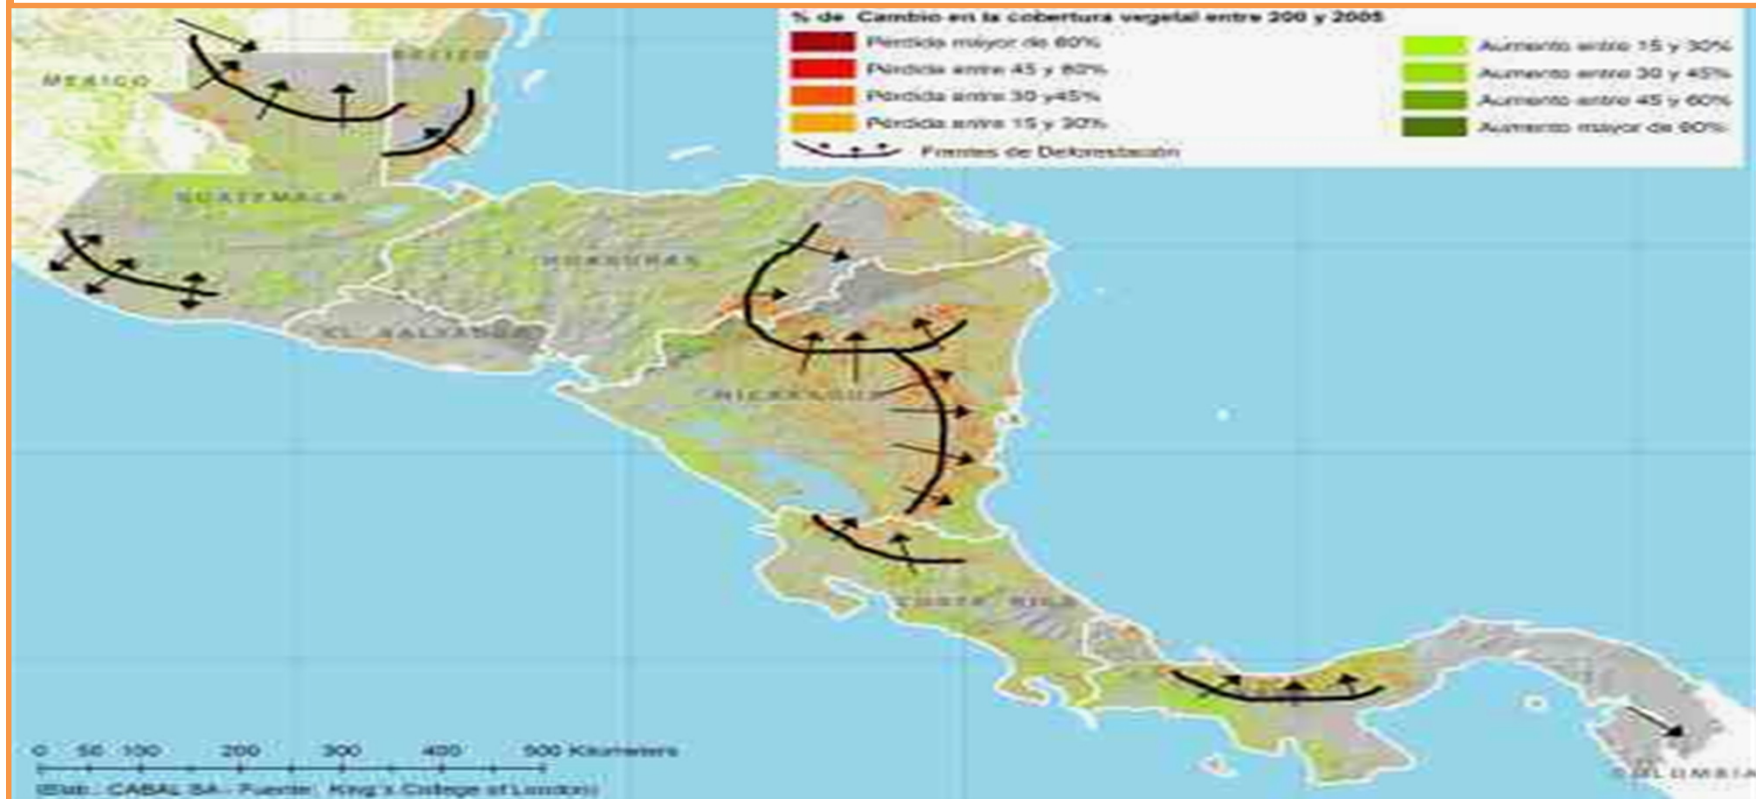 % de Cambio en la cobertura vegetal entre 200 y 2005
Pérdida mayor de 60%
Pérdida entre 45 y 60%
Pérdida entre 30 y45%
Pérdida entre 15 y 30%
Frentes de Deforestación
Aumento entre 15 y 30%
Aumento entre 30 y 45%
Aumento entre 45 y 60%
Aumento mayor de 60%
MEXICO
BELICE
GUATEMALA
HONDURAS
EL SALVADOR
NICARAGUA
COSTA RICA
COLOMBIA
0 50 100 200 300 400 500 Kilometers
(Elab.: CABAL SA - Fuente: King's College of London)